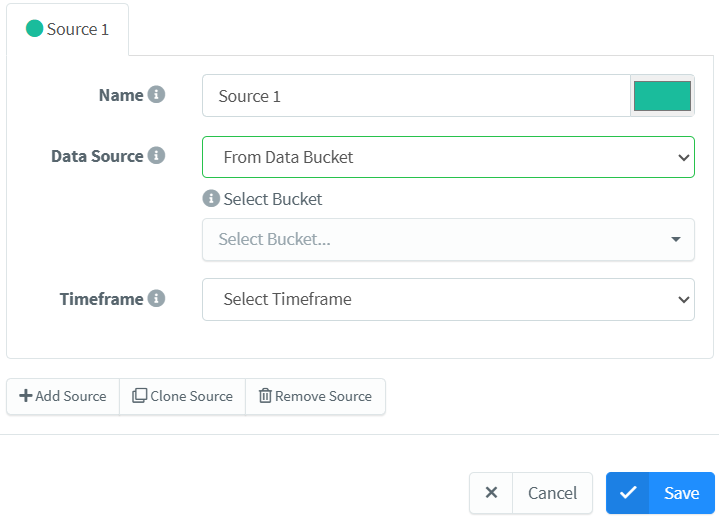 Source 1
Name
Source 1
Data Source
From Data Bucket
Select Bucket
Select Bucket...
Timeframe
Select Timeframe
Add Source Clone Source Remove Source
Cancel Save